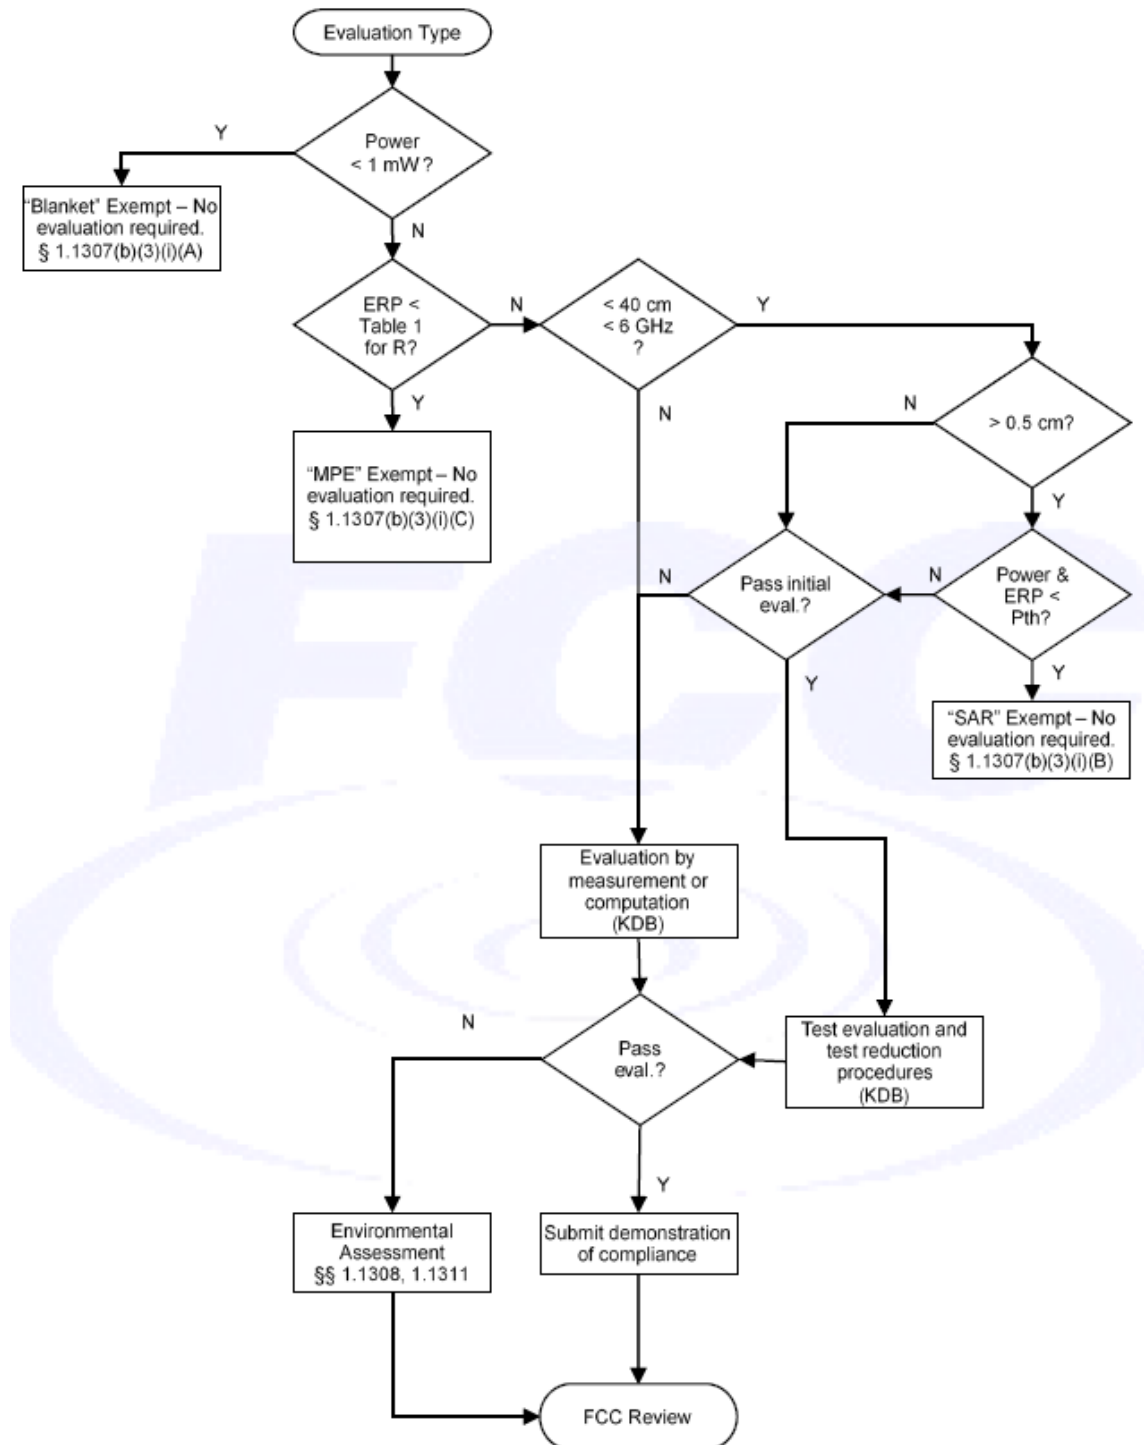 Evaluation Type
Power
< 1 mW?
Y
"Blanket" Exempt – No
evaluation required.
§ 1.1307(b)(3)(i)(A)
N
ERP <
Table 1
for R?
N
< 40 cm
< 6 GHz
?
Y
Y
N
N
> 0.5 cm?
"MPE" Exempt – No
evaluation required.
§ 1.1307(b)(3)(i)(C)
Y
FCC
N
Pass initial
eval.?
N
Power &
ERP <
Pth?
Y
Y
"SAR" Exempt – No
evaluation required.
§ 1.1307(b)(3)(i)(B)
Evaluation by
measurement or
computation
(KDB)
N
Pass
eval.?
Test evaluation and
test reduction
procedures
(KDB)
Y
Environmental
Assessment
§§ 1.1308, 1.1311
Submit demonstration
of compliance
FCC Review